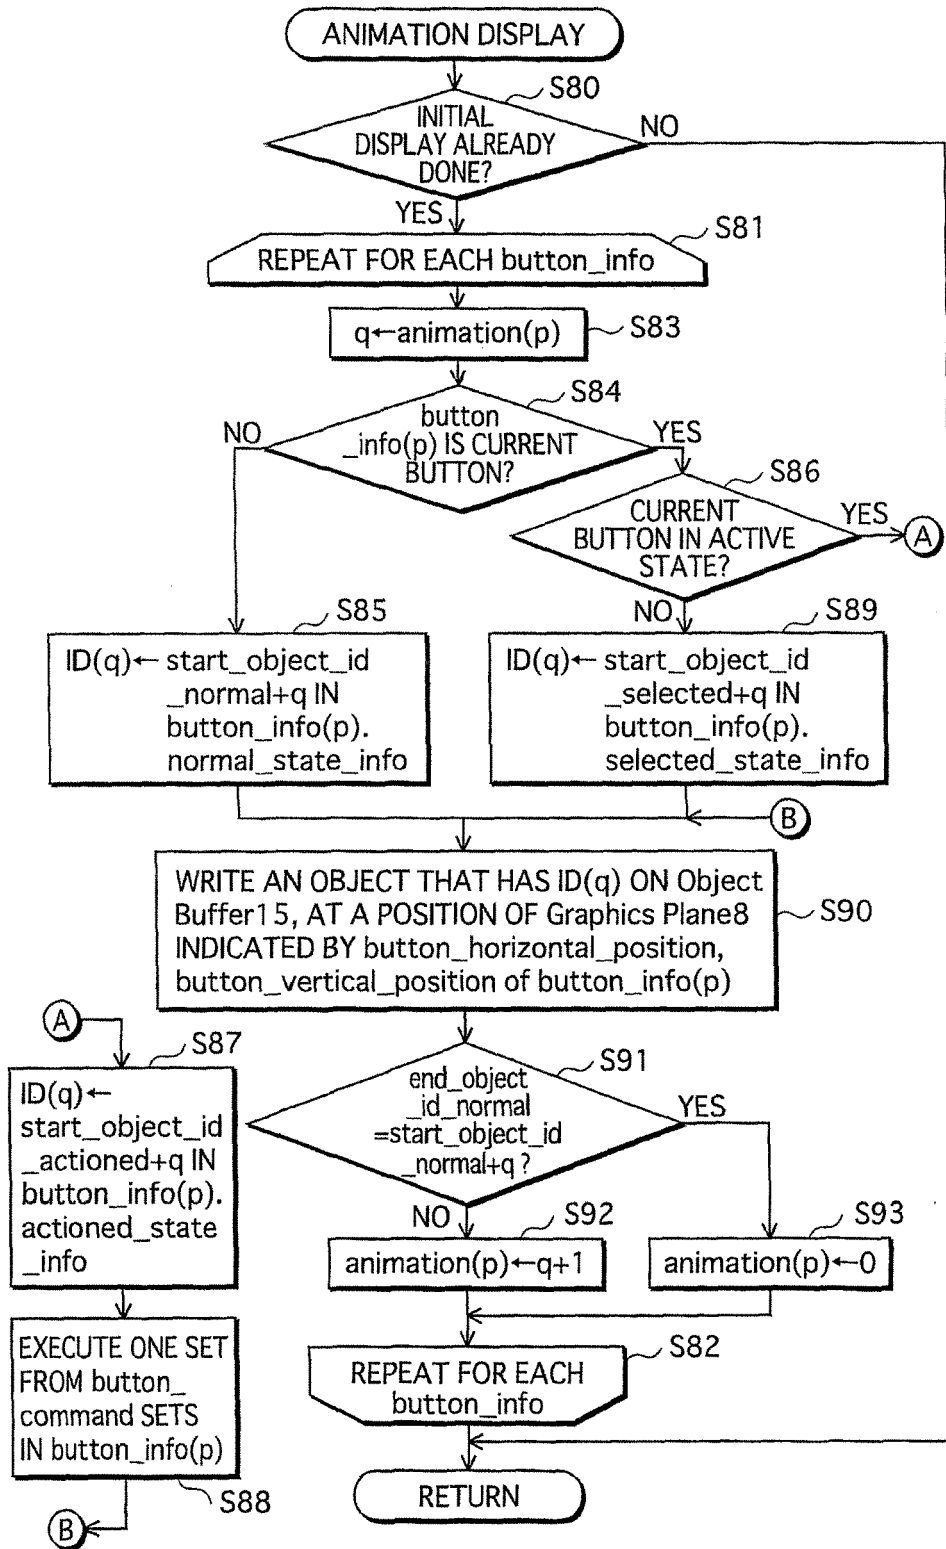 ANIMATION DISPLAY
S80
INITIAL
DISPLAY ALREADY
DONE?
NO
YES
S81
REPEAT FOR EACH button_info
q←animation(p)
S83
S84
button
_info(p) IS CURRENT
BUTTON?
NO
YES
S86
CURRENT
BUTTON IN ACTIVE
STATE?
YES
A
NO
S85
ID(q)← start_object_id
_normal+q IN
button_info(p).
normal_state_info
S89
ID(q)← start_object_id
_selected+q IN
button_info(p).
selected_state_info
B
WRITE AN OBJECT THAT HAS ID(q) ON Object
Buffer15, AT A POSITION OF Graphics Plane8
INDICATED BY button_horizontal_position,
button_vertical_position of button_info(p)
S90
A
S87
ID(q)←
start_object_id
_actioned+q IN
button_info(p).
actioned_state
_info
EXECUTE ONE SET
FROM button_
command SETS
IN button_info(p)
S88
B
S91
end_object
_id_normal
=start_object_id
_normal+q ?
YES
NO
S92
animation(p)←q+1
S93
animation(p)←0
S82
REPEAT FOR EACH
button_info
RETURN